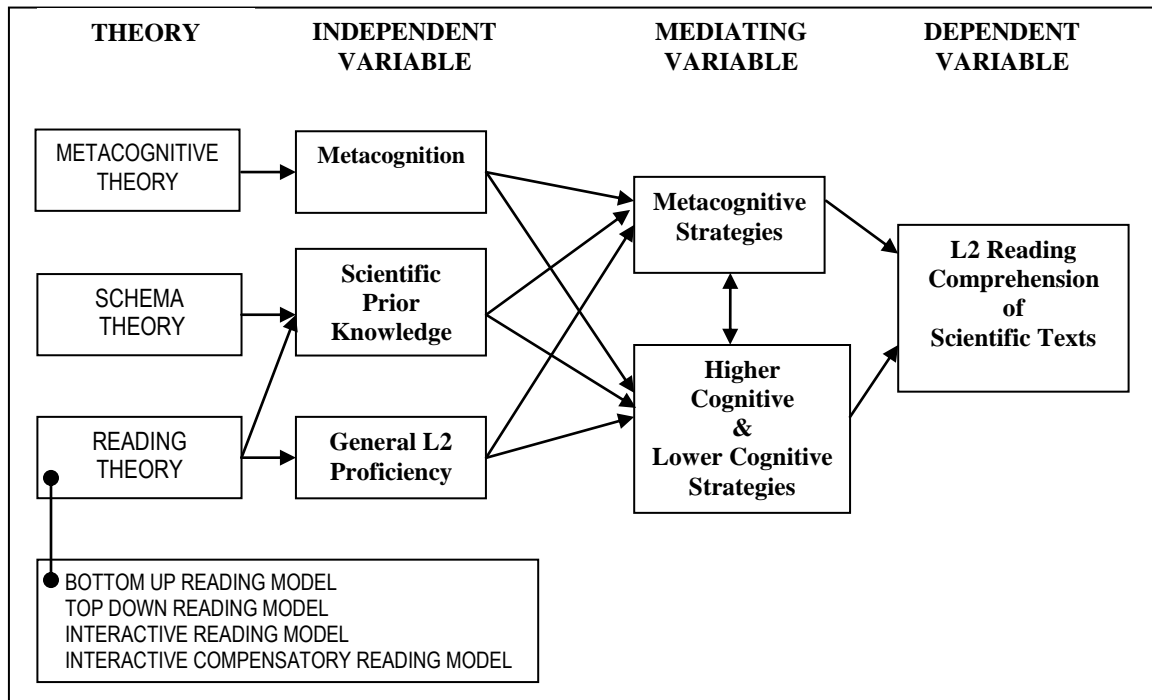 THEORY
INDEPENDENT
VARIABLE
MEDIATING
VARIABLE
DEPENDENT
VARIABLE
METACOGNITIVE
THEORY
Metacognition
Metacognitive
Strategies
SCHEMA
THEORY
Scientific
Prior
Knowledge
L2 Reading
Comprehension
of
Scientific Texts
READING
THEORY
General L2
Proficiency
Higher
Cognitive
&
Lower Cognitive
Strategies
BOTTOM UP READING MODEL
TOP DOWN READING MODEL
INTERACTIVE READING MODEL
INTERACTIVE COMPENSATORY READING MODEL